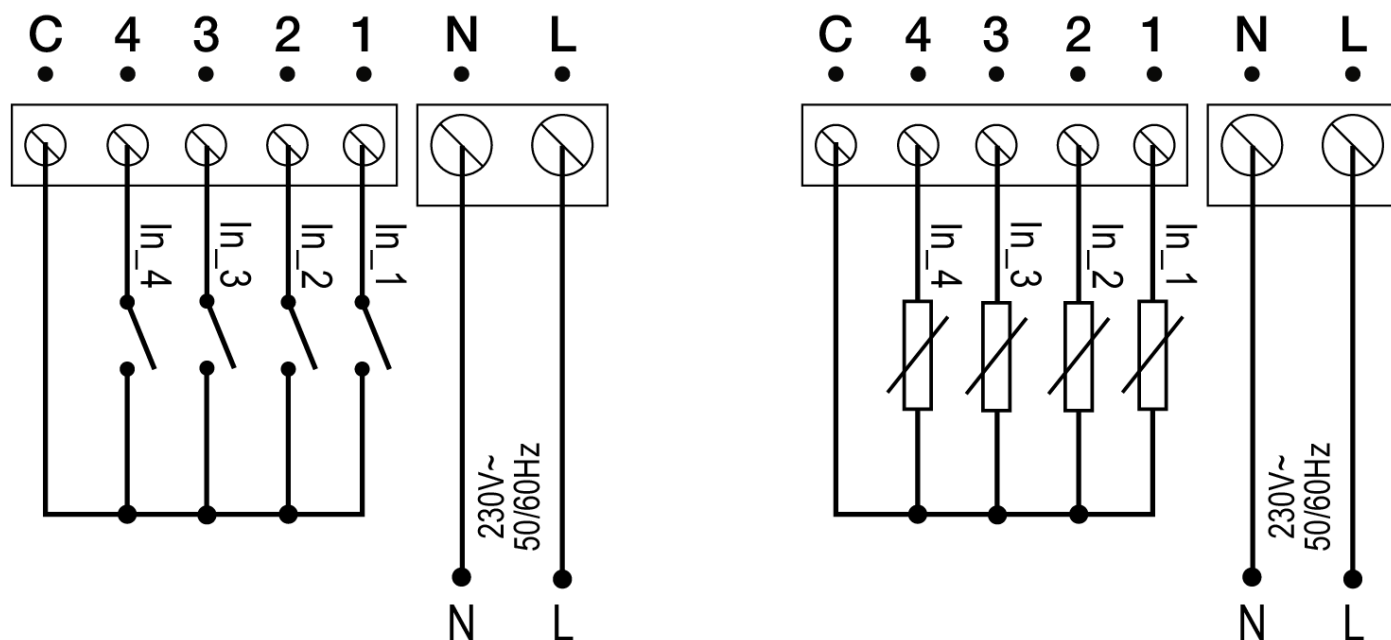 C 4 3 2 1 N L
In_4 In_3 In_2 In_1
230V~
50/60Hz
N L
C 4 3 2 1 N L
In_4 In_3 In_2 In_1
230V~
50/60Hz
N L